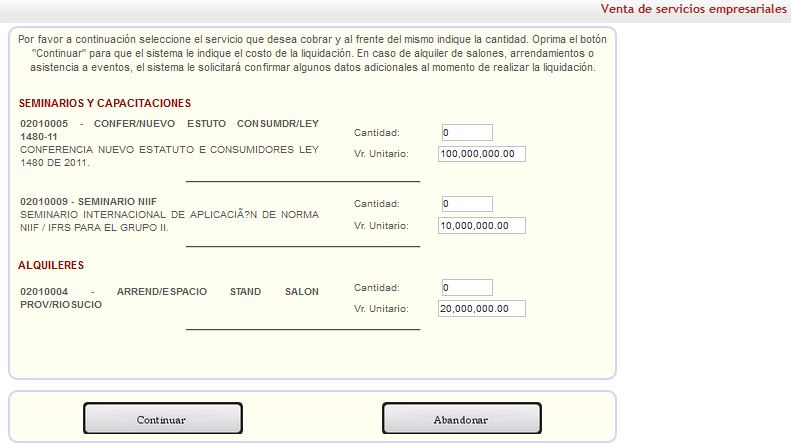 Venta de servicios empresariales
Por favor a continuación seleccione el servicio que desea cobrar y al frente del mismo indique la cantidad. Oprima el botón
"Continuar" para que el sistema le indique el costo de la liquidación. En caso de alquiler de salones, arrendamientos o
asistencia a eventos, el sistema le solicitará confirmar algunos datos adicionales al momento de realizar la liquidación.
SEMINARIOS Y CAPACITACIONES
02010005 - CONFER/NUEVO ESTUTO CONSUMDR/LEY
1480-11
CONFERENCIA NUEVO ESTATUTO E CONSUMIDORES LEY
1480 DE 2011.
Cantidad: 0
Vr. Unitario: 100,000,000.00
02010009 - SEMINARIO NIIF
SEMINARIO INTERNACIONAL DE APLICACIÃ?N DE NORMA
NIIF / IFRS PARA EL GRUPO II.
Cantidad: 0
Vr. Unitario: 10,000,000.00
ALQUILERES
02010004 - ARREND/ESPACIO STAND SALON
PROV/RIOSUCIO
Cantidad: 0
Vr. Unitario: 20,000,000.00
Continuar Abandonar